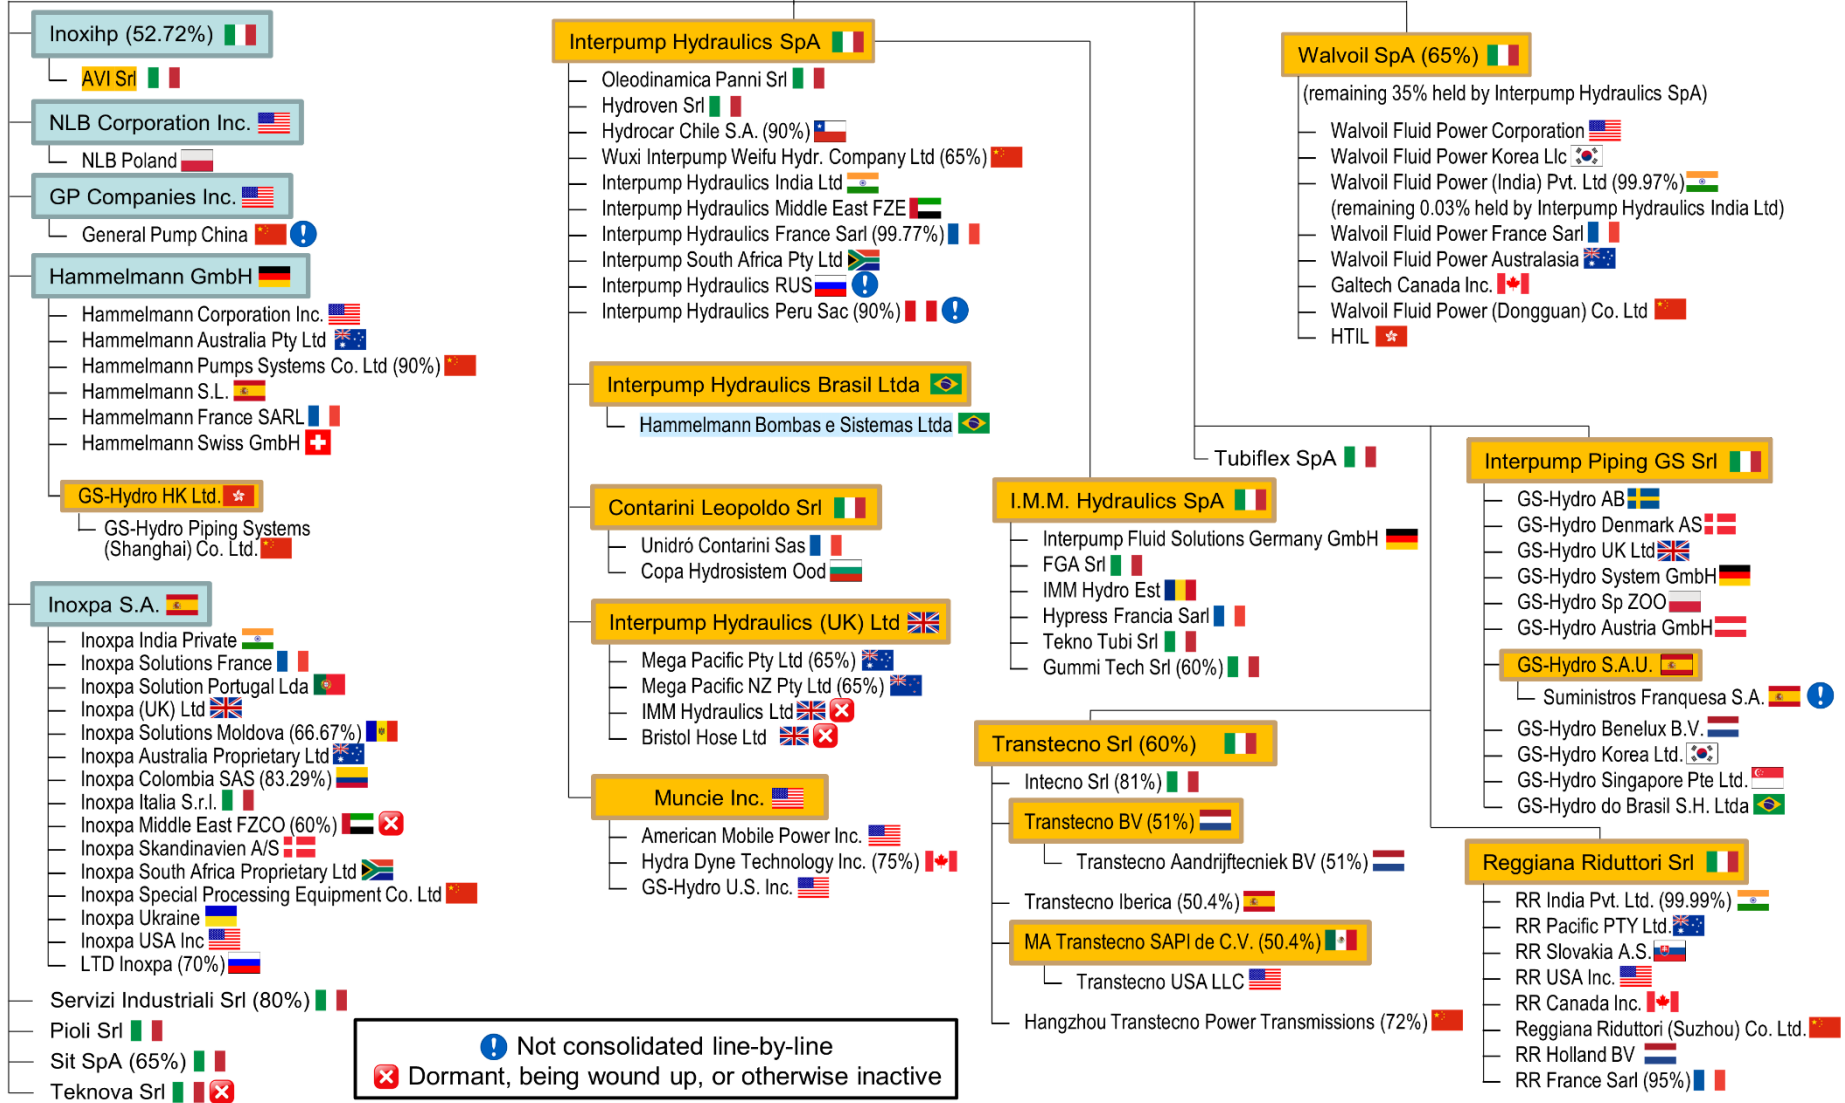 Inoxihp (52.72%)
AVI Srl
NLB Corporation Inc.
NLB Poland
GP Companies Inc.
General Pump China
Hammelmann GmbH
Hammelmann Corporation Inc.
Hammelmann Australia Pty Ltd
Hammelmann Pumps Systems Co. Ltd (90%)
Hammelmann S.L.
Hammelmann France SARL
Hammelmann Swiss GmbH
GS-Hydro HK Ltd.
GS-Hydro Piping Systems
(Shanghai) Co. Ltd.
Inoxpa S.A.
Inoxpa India Private
Inoxpa Solutions France
Inoxpa Solution Portugal Lda
Inoxpa (UK) Ltd
Inoxpa Solutions Moldova (66.67%)
Inoxpa Australia Proprietary Ltd
Inoxpa Colombia SAS (83.29%)
Inoxpa Italia S.r.l.
Inoxpa Middle East FZCO (60%)
Inoxpa Skandinavien A/S
Inoxpa South Africa Proprietary Ltd
Inoxpa Special Processing Equipment Co. Ltd
Inoxpa Ukraine
Inoxpa USA Inc
LTD Inoxpa (70%)
Servizi Industriali Srl (80%)
Pioli Srl
Sit SpA (65%)
Teknova Srl
Interpump Hydraulics SpA
Oleodinamica Panni Srl
Hydroven Srl
Hydrocar Chile S.A. (90%)
Wuxi Interpump Weifu Hydr. Company Ltd (65%)
Interpump Hydraulics India Ltd
Interpump Hydraulics Middle East FZE
Interpump Hydraulics France Sarl (99.77%)
Interpump South Africa Pty Ltd
Interpump Hydraulics RUS
Interpump Hydraulics Peru Sac (90%)
Interpump Hydraulics Brasil Ltda
Hammelmann Bombas e Sistemas Ltda
Contarini Leopoldo Srl
Unidró Contarini Sas
Copa Hydrosistem Ood
Interpump Hydraulics (UK) Ltd
Mega Pacific Pty Ltd (65%)
Mega Pacific NZ Pty Ltd (65%)
IMM Hydraulics Ltd
Bristol Hose Ltd
Muncie Inc.
American Mobile Power Inc.
Hydra Dyne Technology Inc. (75%)
GS-Hydro U.S. Inc.
! Not consolidated line-by-line
Dormant, being wound up, or otherwise inactive
I.M.M. Hydraulics SpA
Interpump Fluid Solutions Germany GmbH
FGA Srl
IMM Hydro Est
Hypress Francia Sarl
Tekno Tubi Srl
Gummi Tech Srl (60%)
Transtecno Srl (60%)
Intecno Srl (81%)
Transtecno BV (51%)
Transtecno Aandrijftecniek BV (51%)
Transtecno Iberica (50.4%)
MA Transtecno SAPI de C.V. (50.4%)
Transtecno USA LLC
Hangzhou Transtecno Power Transmissions (72%)
Walvoil SpA (65%)
(remaining 35% held by Interpump Hydraulics SpA)
Walvoil Fluid Power Corporation
Walvoil Fluid Power Korea Llc
Walvoil Fluid Power (India) Pvt. Ltd (99.97%)
(remaining 0.03% held by Interpump Hydraulics India Ltd)
Walvoil Fluid Power France Sarl
Walvoil Fluid Power Australasia
Galtech Canada Inc.
Walvoil Fluid Power (Dongguan) Co. Ltd
HTIL
Tubiflex SpA
Interpump Piping GS Srl
GS-Hydro AB
GS-Hydro Denmark AS
GS-Hydro UK Ltd
GS-Hydro System GmbH
GS-Hydro Sp ZOO
GS-Hydro Austria GmbH
GS-Hydro S.A.U.
Suministros Franquesa S.A.
GS-Hydro Benelux B.V.
GS-Hydro Korea Ltd.
GS-Hydro Singapore Pte Ltd.
GS-Hydro do Brasil S.H. Ltda
Reggiana Riduttori Srl
RR India Pvt. Ltd. (99.99%)
RR Pacific PTY Ltd.
RR Slovakia A.S.
RR USA Inc.
RR Canada Inc.
Reggiana Riduttori (Suzhou) Co. Ltd.
RR Holland BV
RR France Sarl (95%)